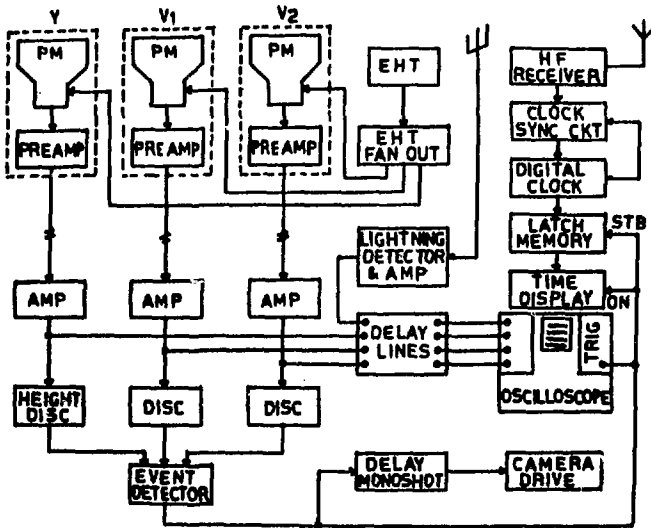 Y
V1
V2
PM
PM
PM
EHT
HF
RECEIVER
CLOCK
SYNC CKT
PREAMP
PREAMP
PREAMP
EHT
FAN OUT
DIGITAL
CLOCK
LATCH
MEMORY
STB
LIGHTNING
DETECTOR
& AMP
TIME
DISPLAY
ON
AMP
AMP
AMP
DELAY
LINES
TRIG
OSCILLOSCOPE
HEIGHT
DISC
DISC
DISC
EVENT
DETECTOR
DELAY
MONOSHOT
CAMERA
DRIVE